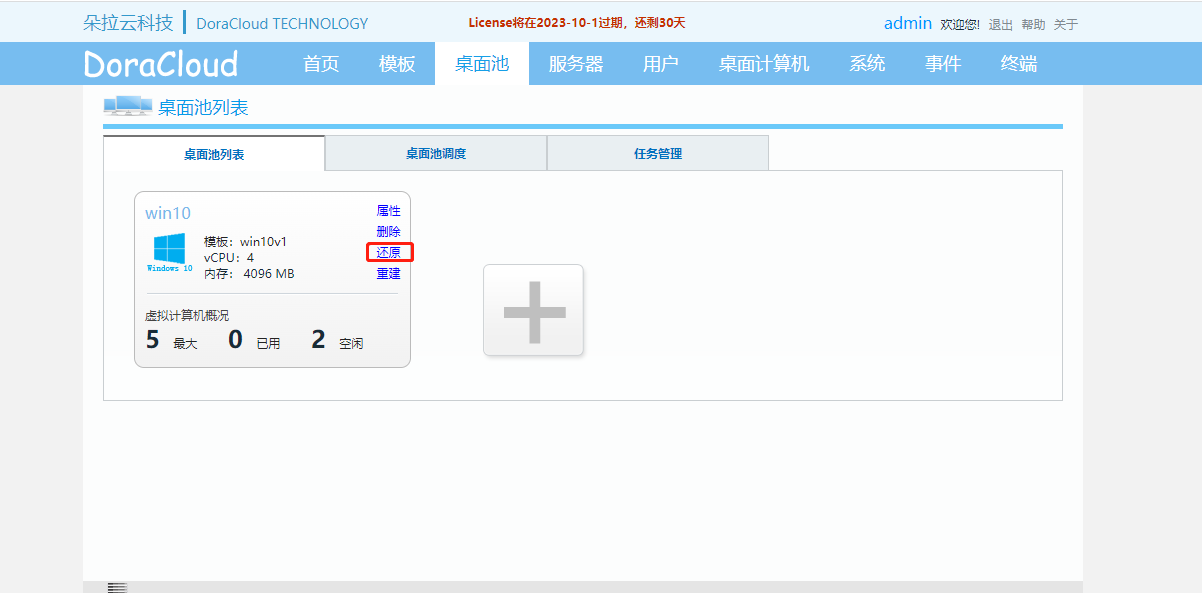 朵拉云科技 DoraCloud TECHNOLOGY License将在2023-10-1过期，还剩30天 admin 欢迎您! 退出 帮助 关于
DoraCloud 首页 模板 桌面池 服务器 用户 桌面计算机 系统 事件 终端
桌面池列表
桌面池列表 桌面池调度 任务管理
win10 属性
删除
模板：win10v1
还原
vCPU：4
Windows 10
内存： 4096 MB 重建
虚拟计算机概况
5 最大 0 已用 2 空闲